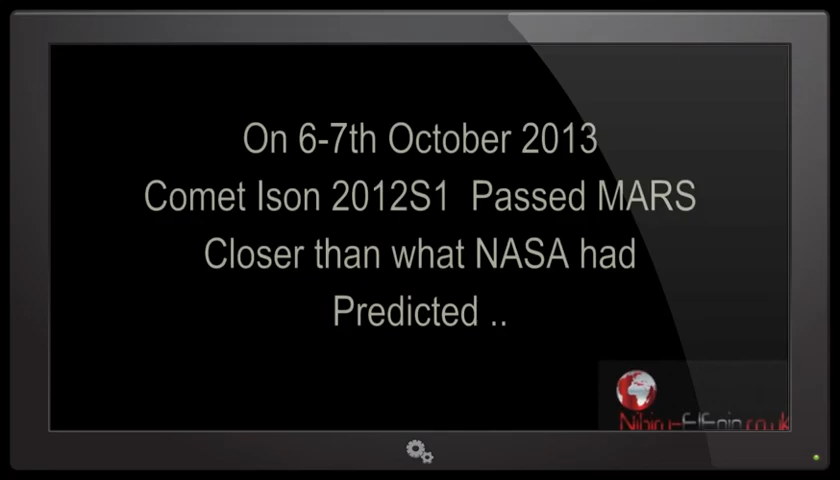 On 6-7th October 2013
Comet Ison 2012S1 Passed MARS
Closer than what NASA had
Predicted ..